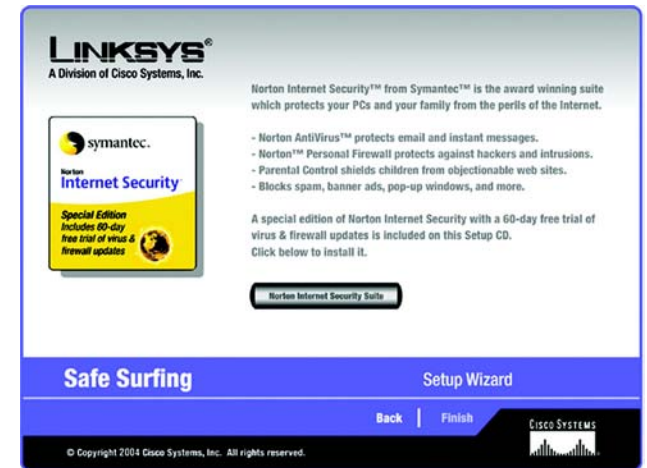 LINKSYS®
A Division of Cisco Systems, Inc.
symantec.
Norton
Internet Security
Special Edition
Includes 60-day
free trial of virus &
firewall updates
Norton Internet Security™ from Symantec™ is the award winning suite
which protects your PCs and your family from the perils of the Internet.
- Norton AntiVirus™ protects email and instant messages.
- Norton™ Personal Firewall protects against hackers and intrusions.
- Parental Control shields children from objectionable web sites.
- Blocks spam, banner ads, pop-up windows, and more.
A special edition of Norton Internet Security with a 60-day free trial of
virus & firewall updates is included on this Setup CD.
Click below to install it.
Norton Internet Security Suite
Safe Surfing
Setup Wizard
Back
Finish
CISCO SYSTEMS
© Copyright 2004 Cisco Systems, Inc. All rights reserved.